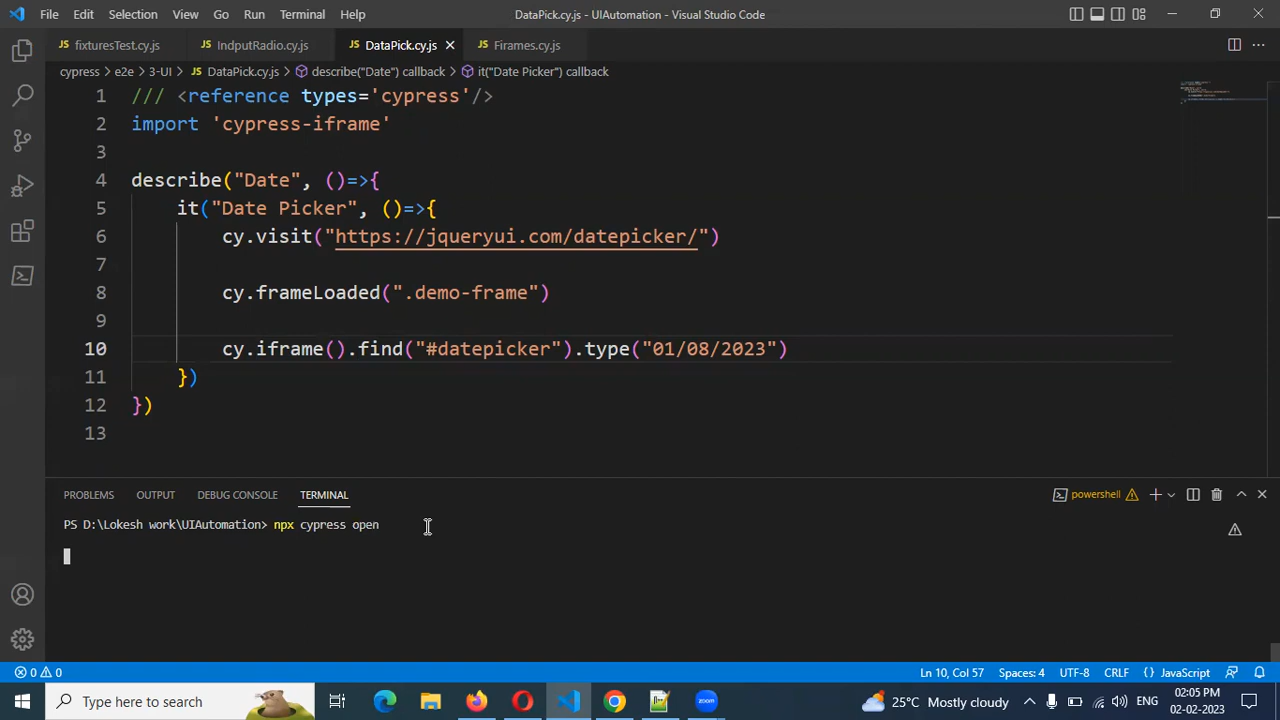 File Edit Selection View Go Run Terminal Help DataPick.cy.js - UIAutomation - Visual Studio Code
JS fixturesTest.cy.js JS IndputRadio.cy.js JS DataPick.cy.js JS Firames.cy.js
cypress > e2e > 3-UI > JS DataPick.cy.js > describe("Date") callback > it("Date Picker") callback
1 /// <reference types='cypress'/>
2 import 'cypress-iframe'
3
4 describe("Date", ()=>{
5 it("Date Picker", ()=>{
6 cy.visit("https://jqueryui.com/datepicker/")
7
8 cy.frameLoaded(".demo-frame")
9
10 cy.iframe().find("#datepicker").type("01/08/2023")
11 })
12 })
13
PROBLEMS OUTPUT DEBUG CONSOLE TERMINAL powershell
PS D:\Lokesh work\UIAutomation> npx cypress open
0 0 Ln 10, Col 57 Spaces: 4 UTF-8 CRLF {} JavaScript
Type here to search 25°C Mostly cloudy ENG 02:05 PM
02-02-2023